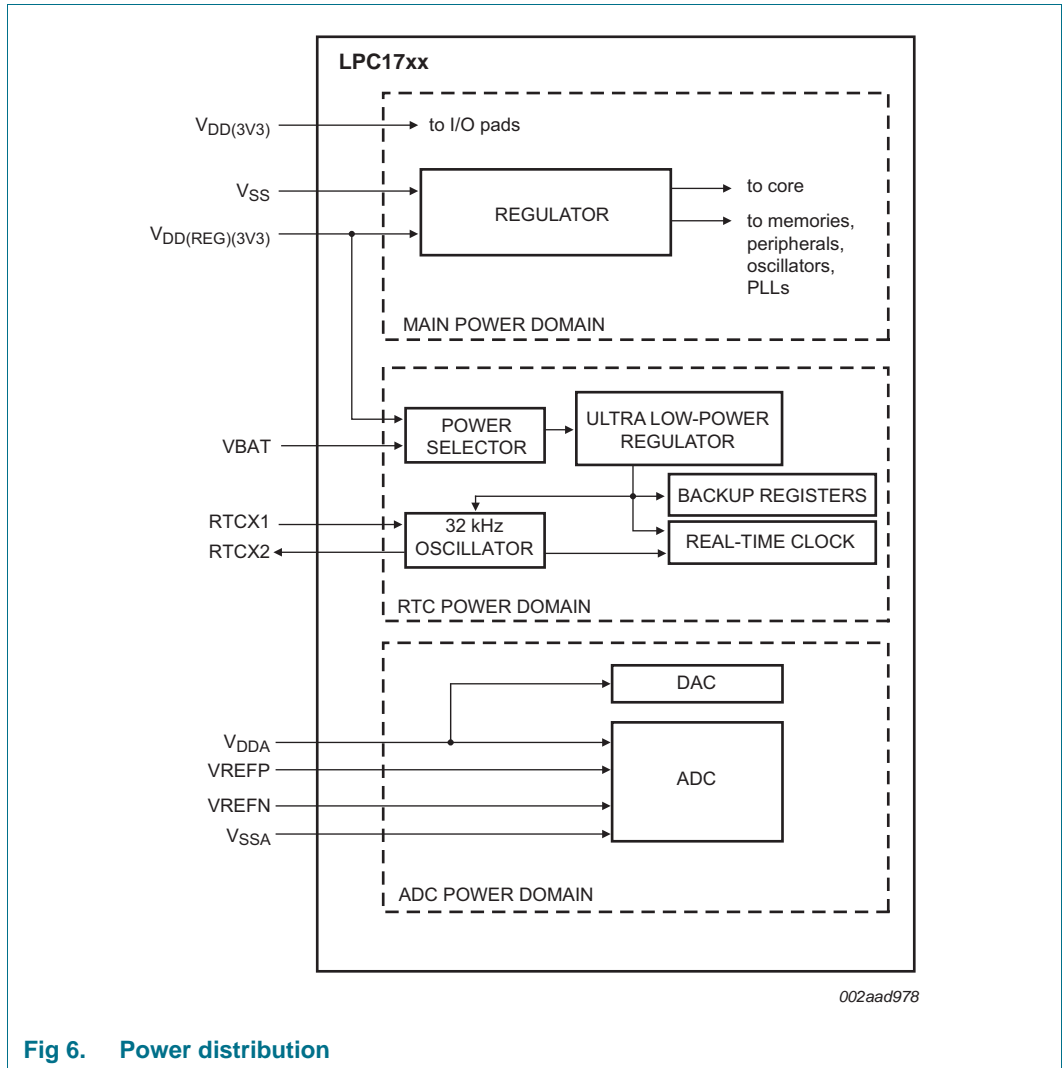 LPC17xx
VDD(3V3)
to I/O pads
VSS
REGULATOR
to core
VDD(REG)(3V3)
to memories,
peripherals,
oscillators,
PLLs
MAIN POWER DOMAIN
VBAT
POWER
SELECTOR
ULTRA LOW-POWER
REGULATOR
BACKUP REGISTERS
RTCX1
RTCX2
32 kHz
OSCILLATOR
REAL-TIME CLOCK
RTC POWER DOMAIN
DAC
VDDA
VREFP
ADC
VREFN
VSSA
ADC POWER DOMAIN
002aad978
Fig 6. Power distribution